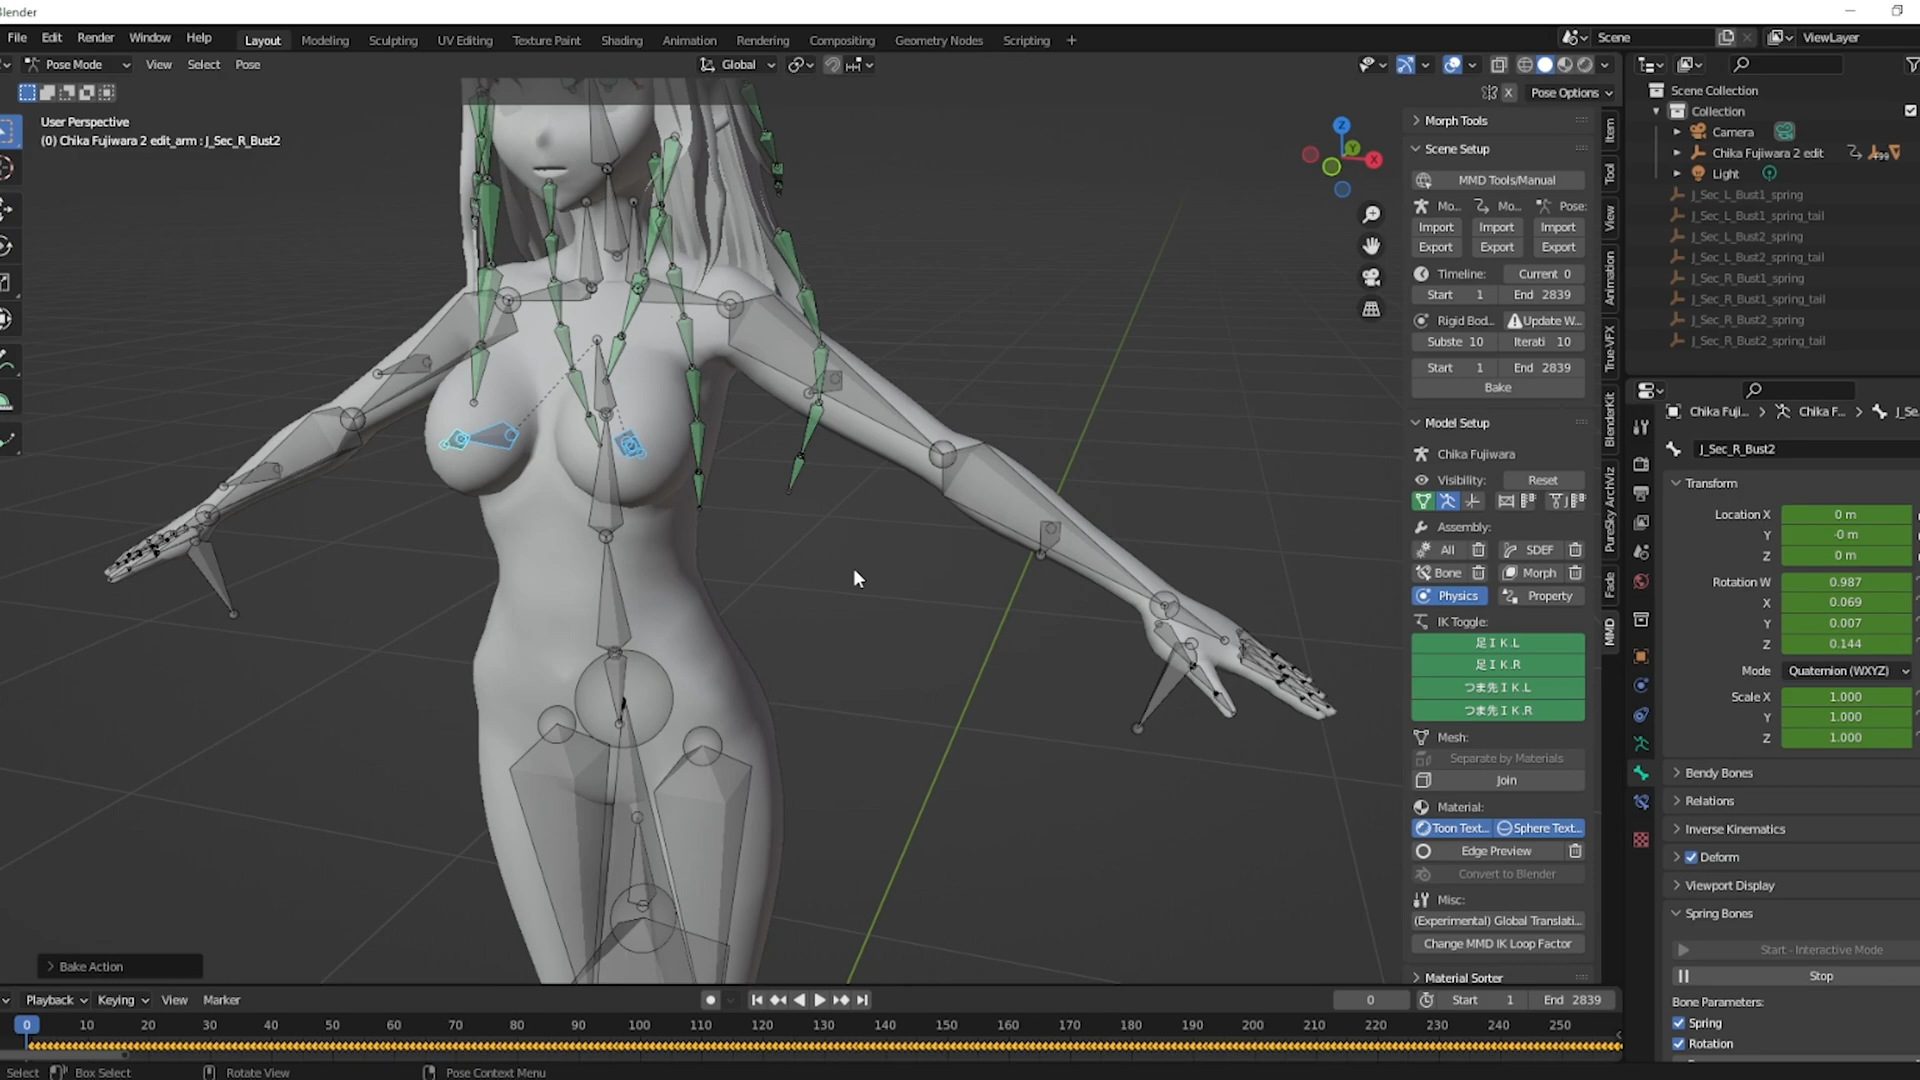 Blender
File Edit Render Window Help Layout Modeling Sculpting UV Editing Texture Paint Shading Animation Rendering Compositing Geometry Nodes Scripting +
Scene
ViewLayer
Pose Mode View Select Pose
Global
X Pose Options
User Perspective
(0) Chika Fujiwara 2 edit_arm : J_Sec_R_Bust2
Z
Y
X
Morph Tools
Scene Setup
MMD Tools/Manual
Mo... Mo... Pose:
Import Import Import
Export Export Export
Timeline: Current 0
Start 1 End 2839
Rigid Bod... Update W...
Subste 10 Iterati 10
Start 1 End 2839
Bake
Model Setup
Chika Fujiwara
Visibility: Reset
Assembly:
All SDEF
Bone Morph
Physics Property
IK Toggle:
足ＩＫ.L
足ＩＫ.R
つま先ＩＫ.L
つま先ＩＫ.R
Mesh:
Separate by Materials
Join
Material:
Toon Text... Sphere Text...
Edge Preview
Convert to Blender
Misc:
(Experimental) Global Translati...
Change MMD IK Loop Factor
Material Sorter
Item
Tool
View
Animation
True-VFX
BlenderKit
PureSky ArchViz
Fade
MMD
Scene Collection
Collection
Camera
Chika Fujiwara 2 edit
99
Light
J_Sec_L_Bust1_spring
J_Sec_L_Bust1_spring_tail
J_Sec_L_Bust2_spring
J_Sec_L_Bust2_spring_tail
J_Sec_R_Bust1_spring
J_Sec_R_Bust1_spring_tail
J_Sec_R_Bust2_spring
J_Sec_R_Bust2_spring_tail
Chika Fuji... > Chika F... > J_Se...
J_Sec_R_Bust2
Transform
Location X 0 m
Y -0 m
Z 0 m
Rotation W 0.987
X 0.069
Y 0.007
Z 0.144
Mode Quaternion (WXYZ)
Scale X 1.000
Y 1.000
Z 1.000
Bendy Bones
Relations
Inverse Kinematics
Deform
Viewport Display
Spring Bones
Start - Interactive Mode
Stop
Bone Parameters:
Spring
Rotation
Bake Action
Playback Keying View Marker
0 Start 1 End 2839
0 10 20 30 40 50 60 70 80 90 100 110 120 130 140 150 160 170 180 190 200 210 220 230 240 250
Select Box Select Rotate View Pose Context Menu